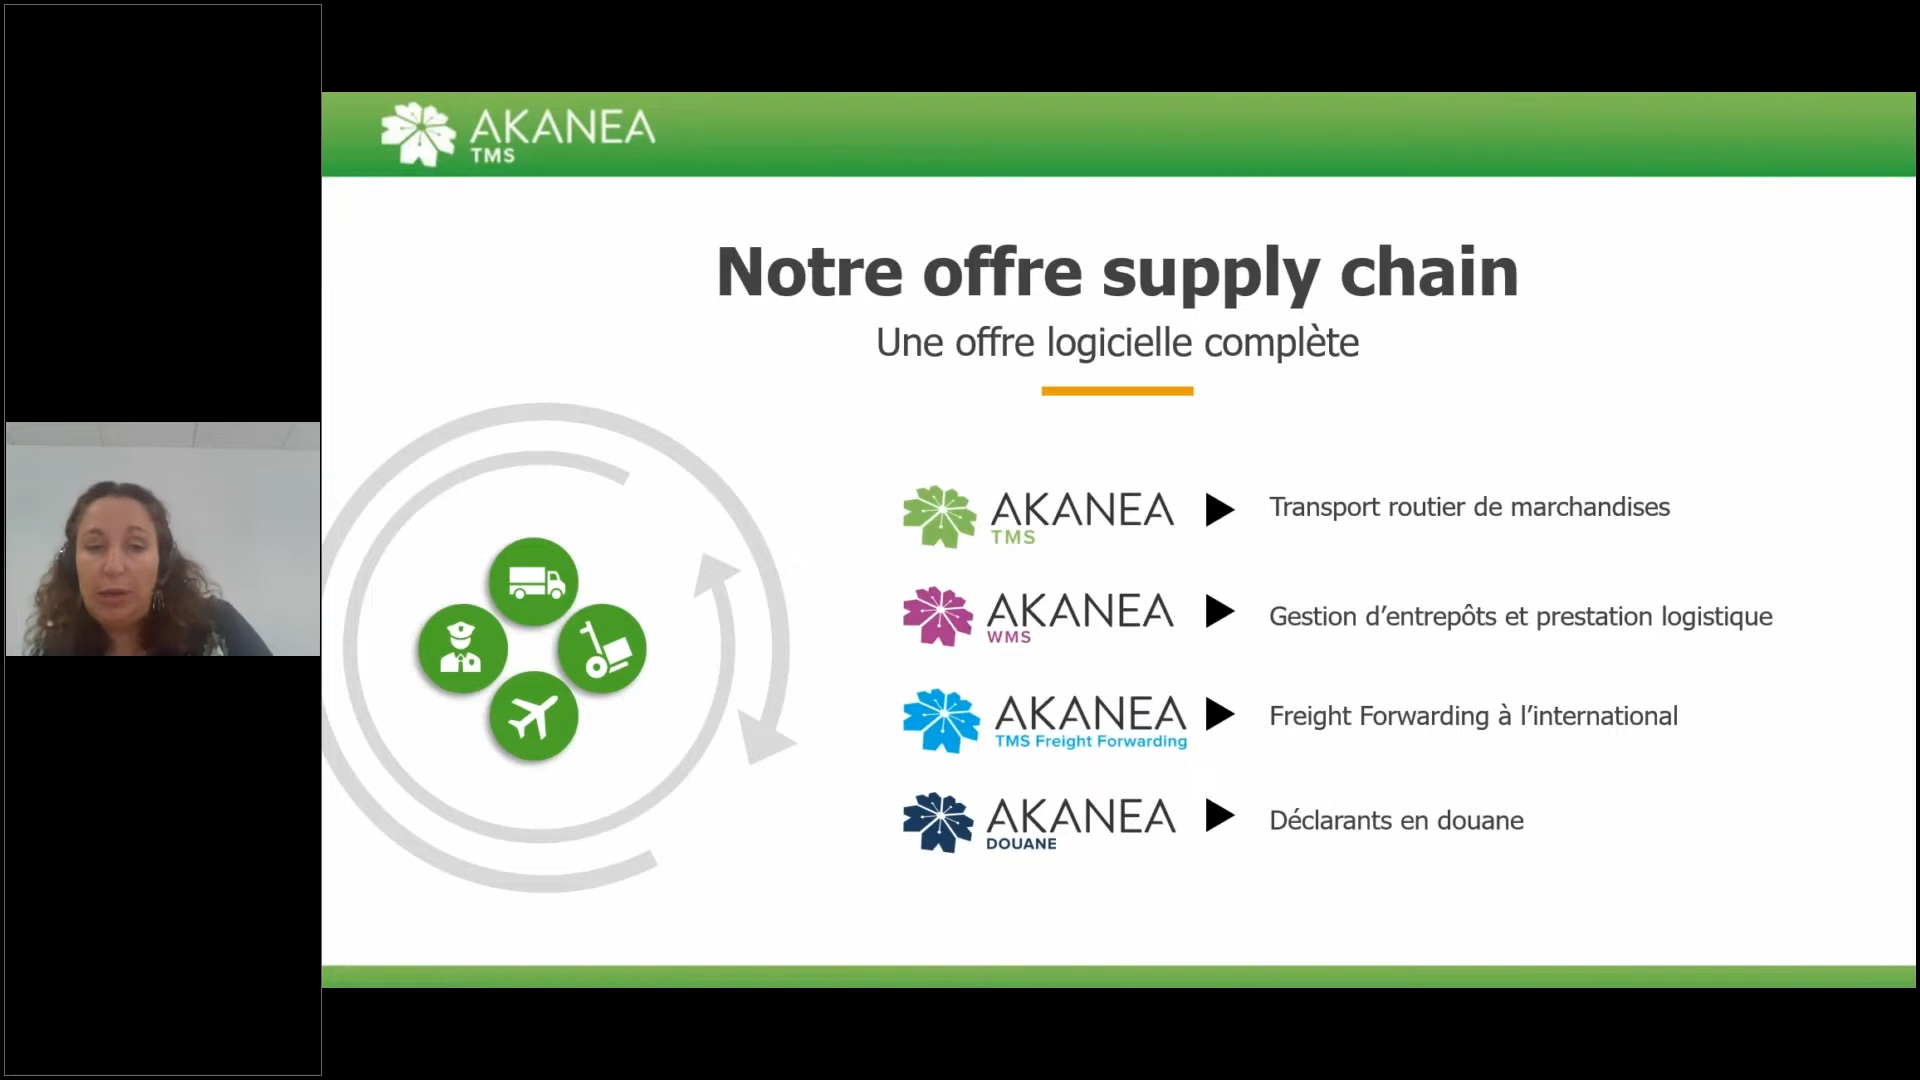 AKANEA
TMS
Notre offre supply chain
Une offre logicielle complète
AKANEA
TMS
Transport routier de marchandises
AKANEA
WMS
Gestion d’entrepôts et prestation logistique
AKANEA
TMS Freight Forwarding
Freight Forwarding à l’international
AKANEA
DOUANE
Déclarants en douane